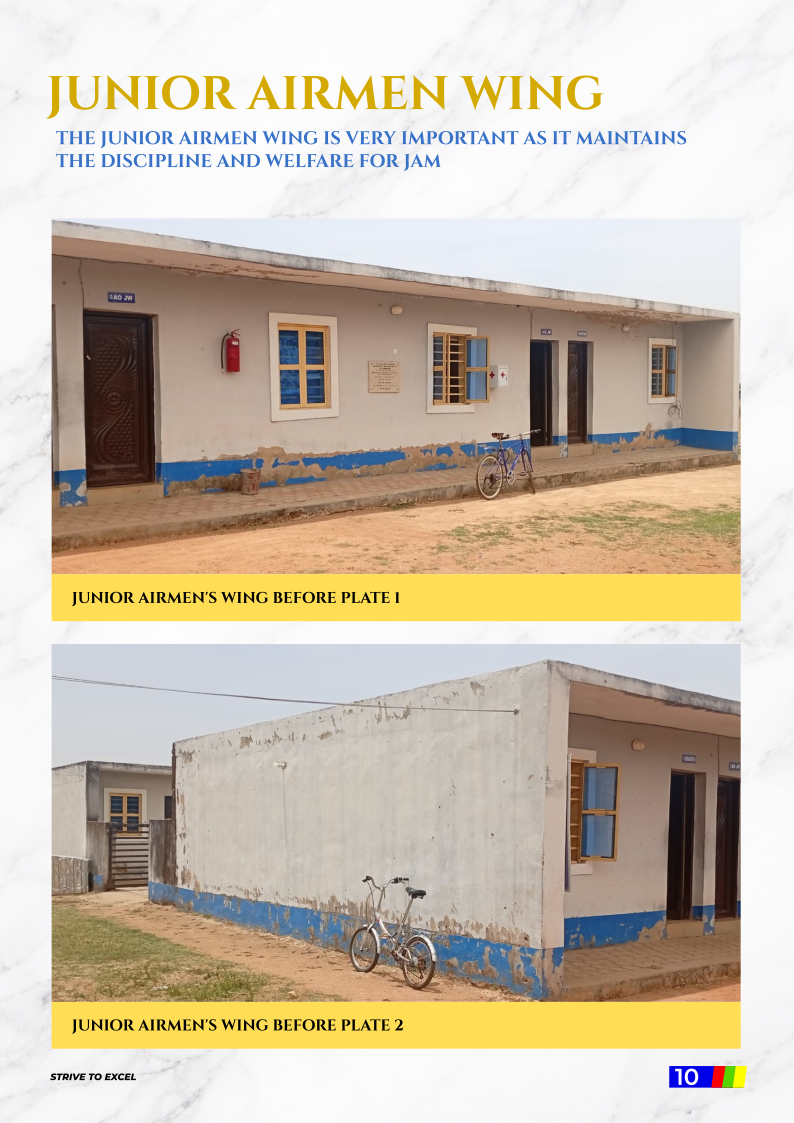 JUNIOR AIRMEN WING
THE JUNIOR AIRMEN WING IS VERY IMPORTANT AS IT MAINTAINS
THE DISCIPLINE AND WELFARE FOR JAM
AO JW
JUNIOR AIRMEN'S WING BEFORE PLATE 1
JUNIOR AIRMEN'S WING BEFORE PLATE 2
STRIVE TO EXCEL
10